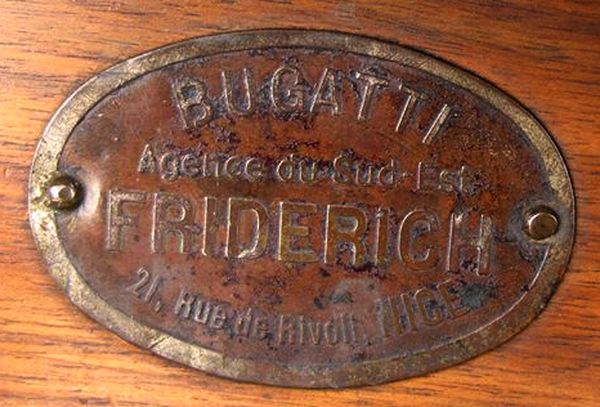 BUGATTI
Agence du Sud-Est
FRIDERICH
21, Rue de Rivoli, NICE